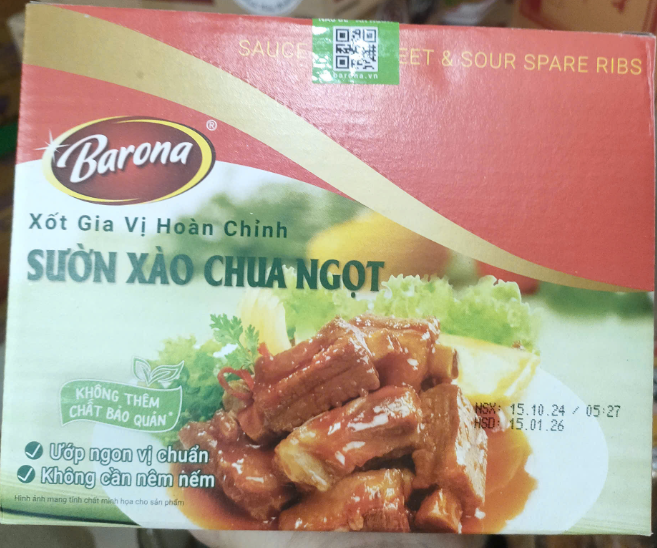 SAUCE EET & SOUR SPARE RIBS
barona.vn
Barona®
Xốt Gia Vị Hoàn Chỉnh
SƯỜN XÀO CHUA NGỌT
KHÔNG THÊM
CHẤT BẢO QUẢN*
NSX: 15.10.24 / 05:27
HSD: 15.01.26
Ướp ngon vị chuẩn
Không cần nêm nếm
Hình ảnh mang tính chất minh họa cho sản phẩm